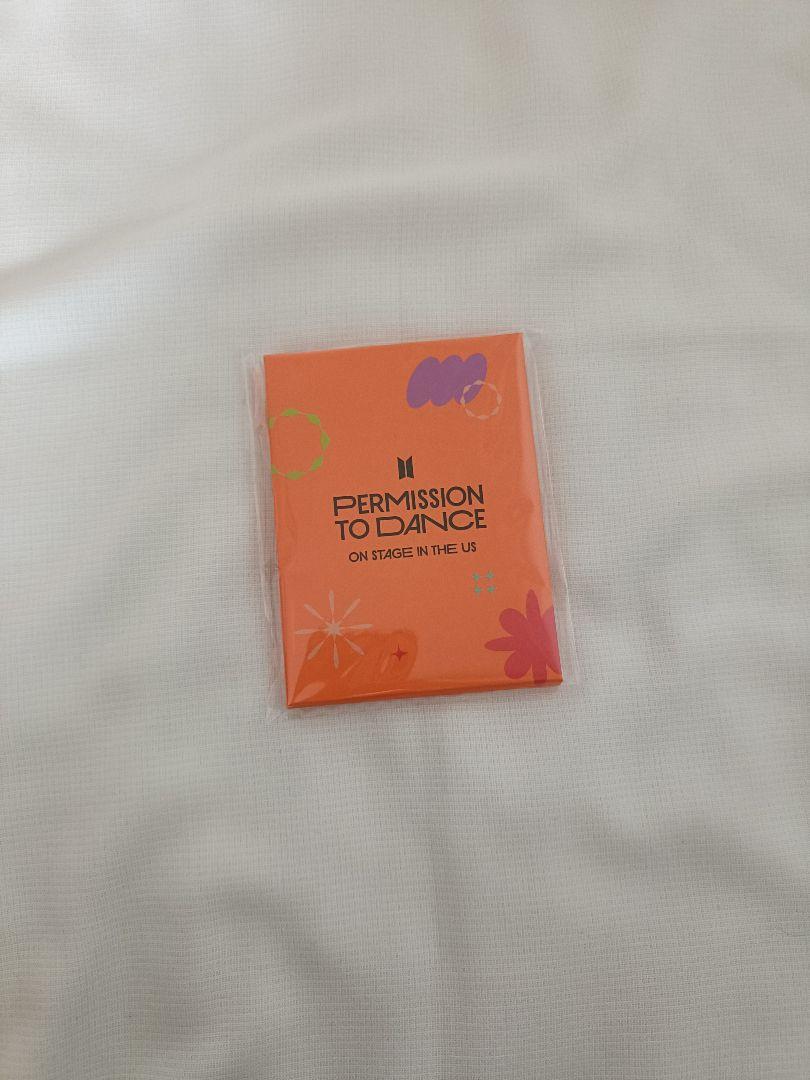 PERMISSION
TO DANCE
ON STAGE IN THE US